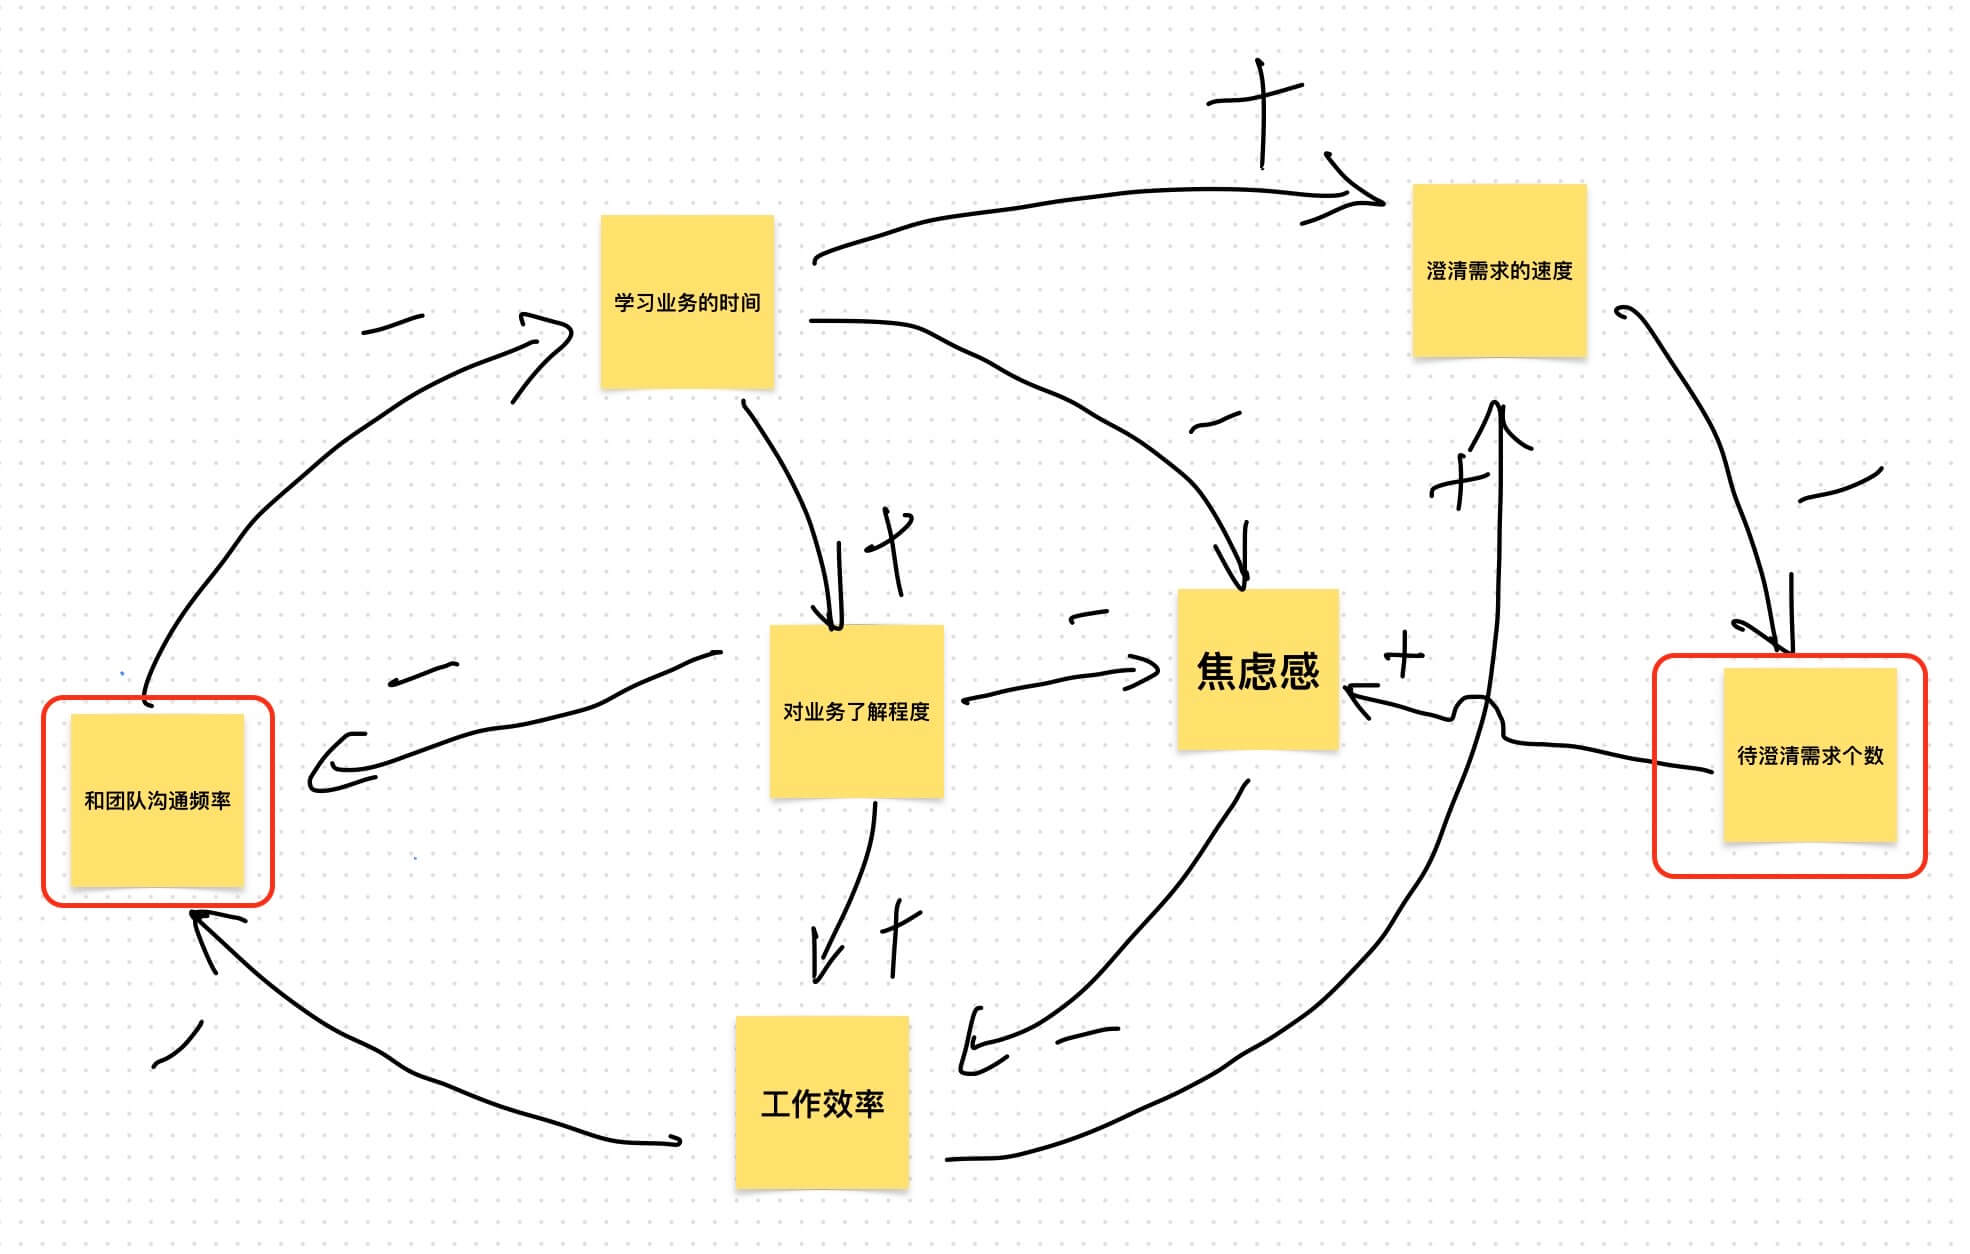 +
澄清需求的速度
学习业务的时间
-
-
+
-
+
-
+
-
焦虑感
-
对业务了解程度
待澄清需求个数
和团队沟通频率
+
-
-
工作效率